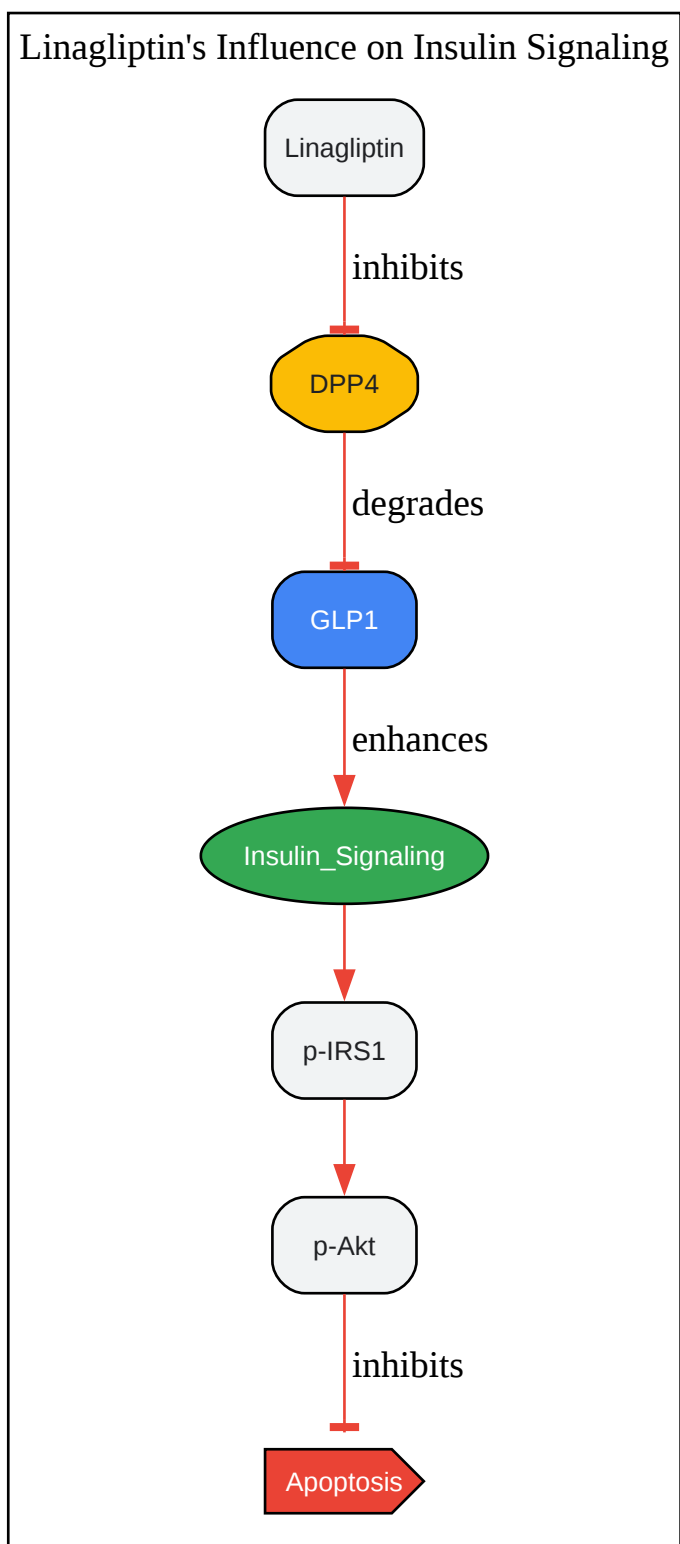 Linagliptin's Influence on Insulin Signaling
Linagliptin
inhibits
DPP4
degrades
GLP1
enhances
Insulin_Signaling
p-IRS1
p-Akt
inhibits
Apoptosis